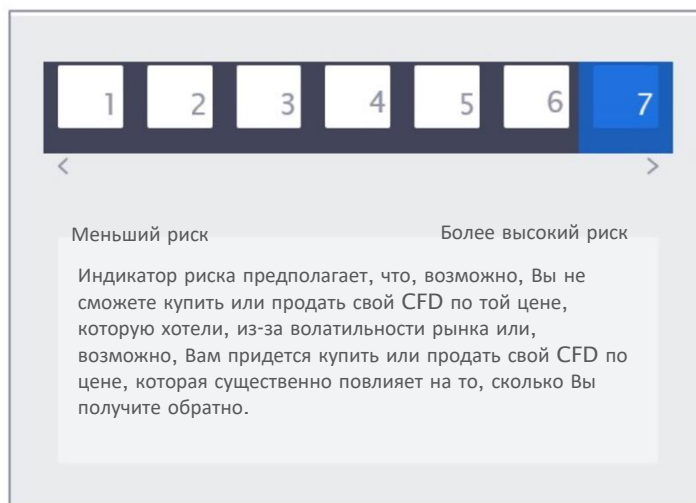 1 2 3 4 5 6 7
< >
Меньший риск Более высокий риск
Индикатор риска предполагает, что, возможно, Вы не
сможете купить или продать свой CFD по той цене,
которую хотели, из-за волатильности рынка или,
возможно, Вам придется купить или продать свой CFD по
цене, которая существенно повлияет на то, сколько Вы
получите обратно.